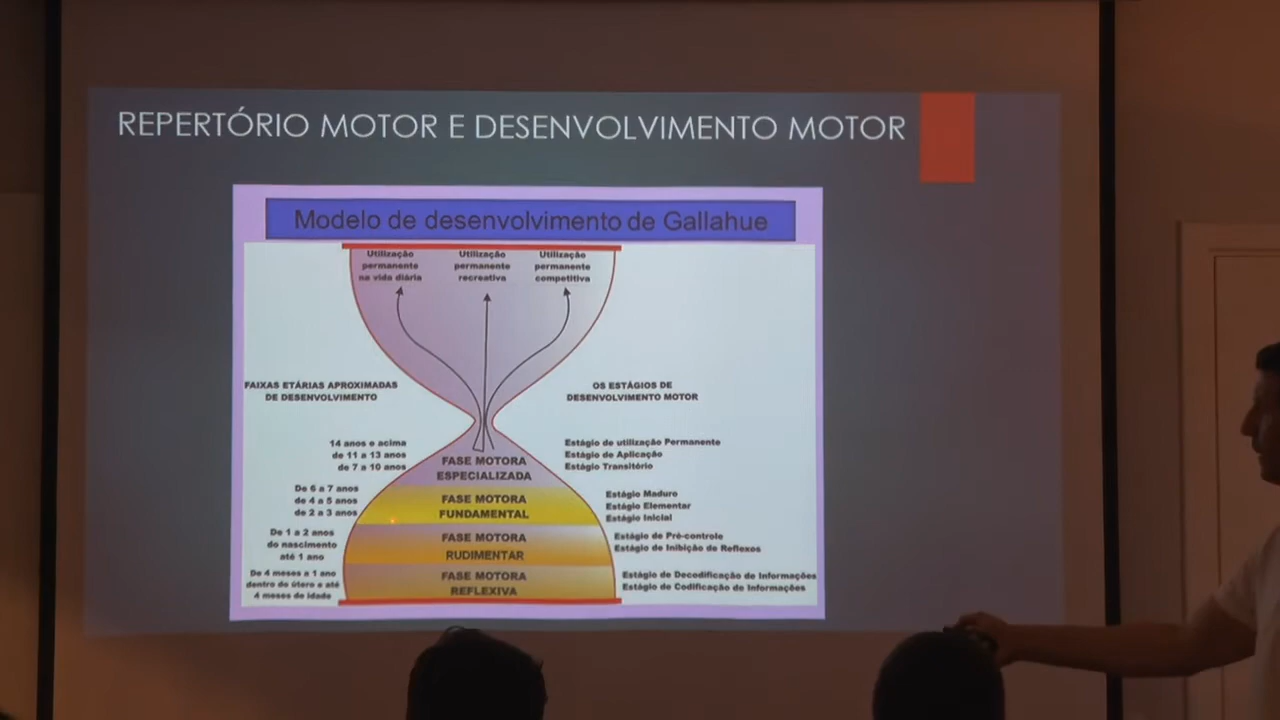 REPERTÓRIO MOTOR E DESENVOLVIMENTO MOTOR
Modelo de desenvolvimento de Gallahue
Utilização
permanente
na vida diária
Utilização
permanente
recreativa
Utilização
permanente
competitiva
FAIXAS ETÁRIAS APROXIMADAS
DE DESENVOLVIMENTO
OS ESTÁGIOS DE
DESENVOLVIMENTO MOTOR
14 anos e acima
de 11 a 13 anos
de 7 a 10 anos
FASE MOTORA
ESPECIALIZADA
Estágio de utilização Permanente
Estágio de Aplicação
Estágio Transitório
De 6 a 7 anos
de 4 a 5 anos
de 2 a 3 anos
FASE MOTORA
FUNDAMENTAL
Estágio Maduro
Estágio Elementar
Estágio Inicial
De 1 a 2 anos
do nascimento
até 1 ano
FASE MOTORA
RUDIMENTAR
Estágio de Pré-controle
Estágio de Inibição de Reflexos
De 4 meses a 1 ano
dentro do útero e até
4 meses de idade
FASE MOTORA
REFLEXIVA
Estágio de Decodificação de Informações
Estágio de Codificação de Informações